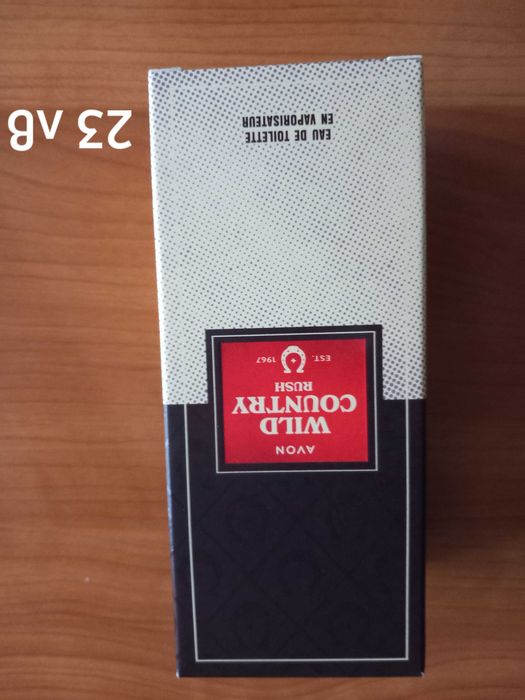 AVON
WILD
COUNTRY
RUSH
EST. 1967
EAU DE TOILETTE
EN VAPORISATEUR
23 лв